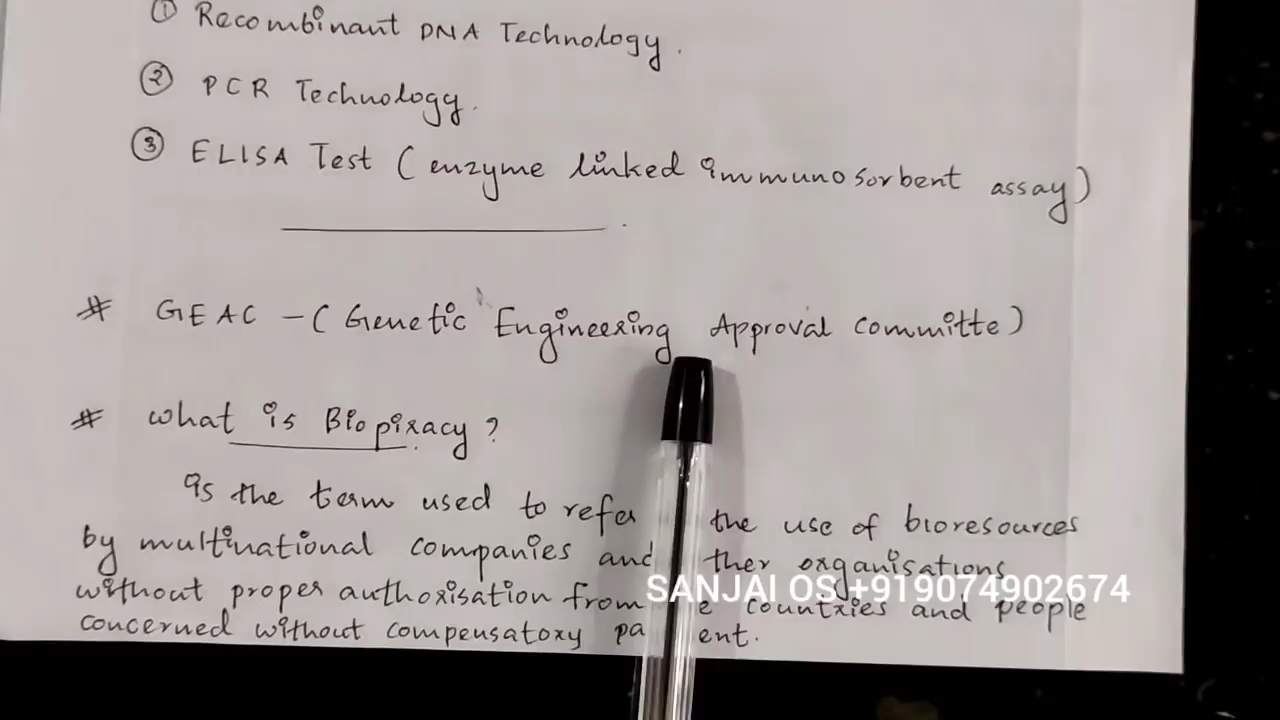 ① Recombinant DNA Technology.
② PCR Technology.
③ ELISA Test (enzyme linked immunosorbent assay)
# GEAC - (Genetic Engineering Approval committe)
# what is Biopiracy?
is the term used to refer the use of bioresources
by multinational companies and ther organisations
without proper authorisation from e countries and people
concerned without compensatory pa ent.
SANJAI OS +919074902674